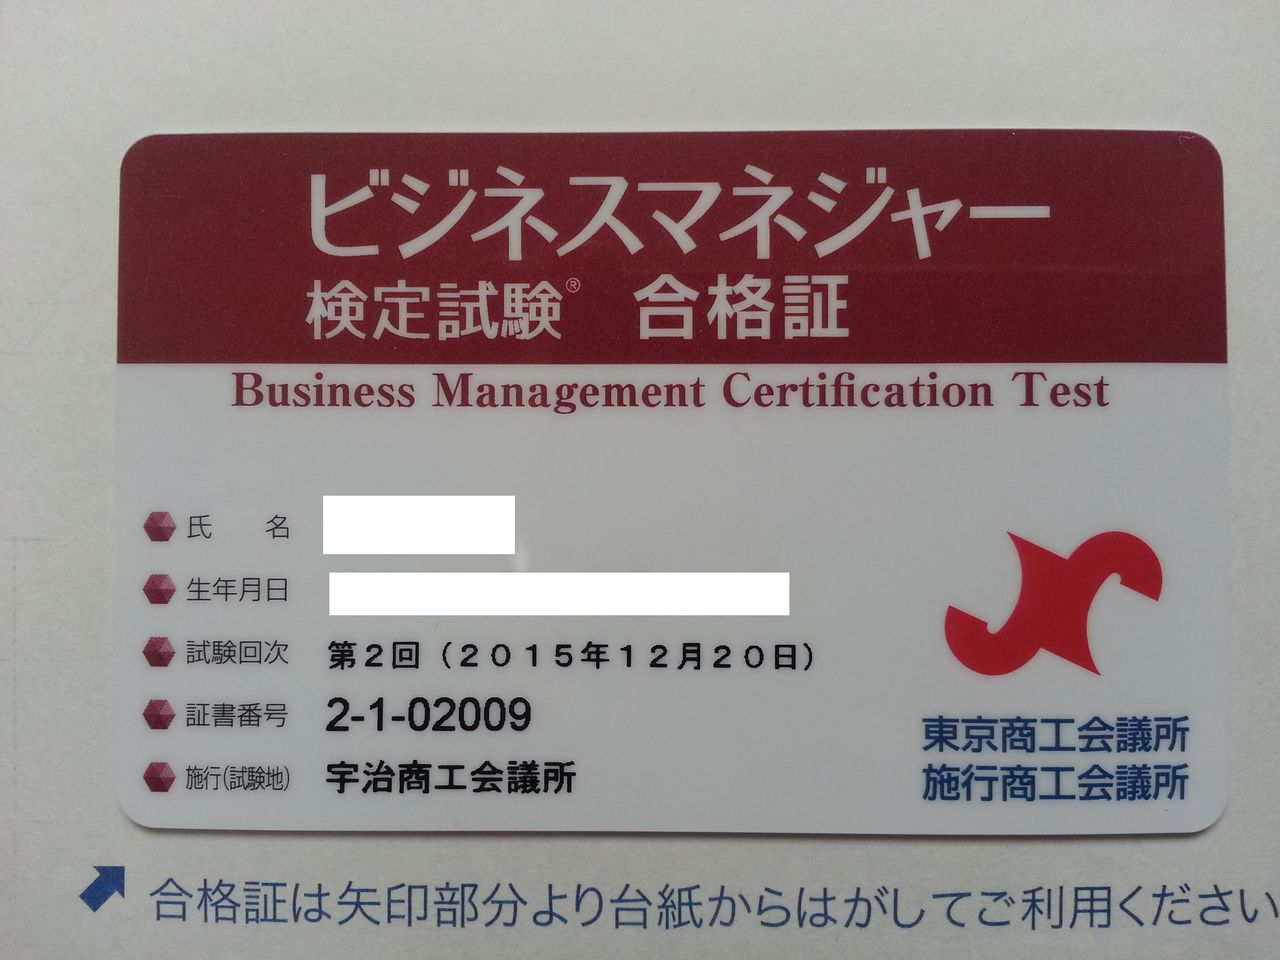 ビジネスマネジャー
検定試験® 合格証
Business Management Certification Test
氏 名
生年月日
試験回次 第２回（２０１５年１２月２０日）
証書番号 2-1-02009
施行(試験地) 宇治商工会議所
東京商工会議所
施行商工会議所
合格証は矢印部分より台紙からはがしてご利用ください